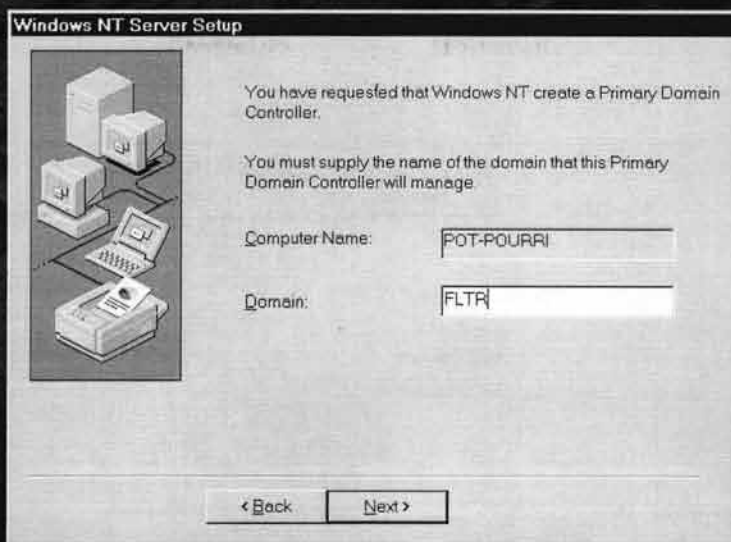 Windows NT Server Setup
You have requested that Windows NT create a Primary Domain
Controller.
You must supply the name of the domain that this Primary
Domain Controller will manage.
Computer Name:
POT-POURRI
Domain:
FLTR
< Back
Next >